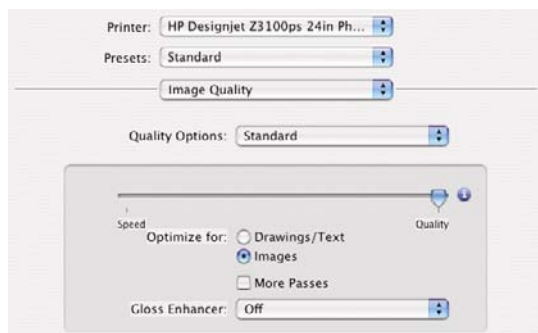 Printer: HP Designjet Z3100ps 24in Ph...
Presets: Standard
Image Quality
Quality Options: Standard
Speed Quality
Optimize for: Drawings/Text
Images
More Passes
Gloss Enhancer: Off